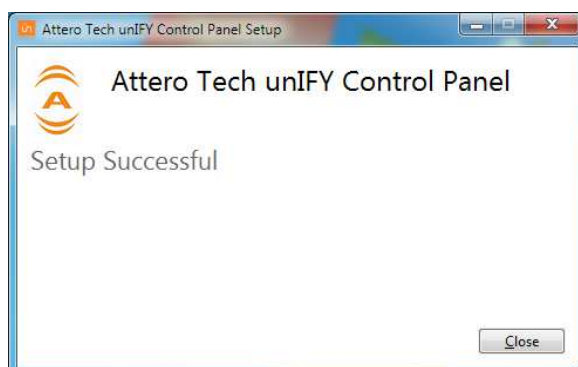 Attero Tech unIFY Control Panel Setup
Attero Tech unIFY Control Panel
Setup Successful
Close